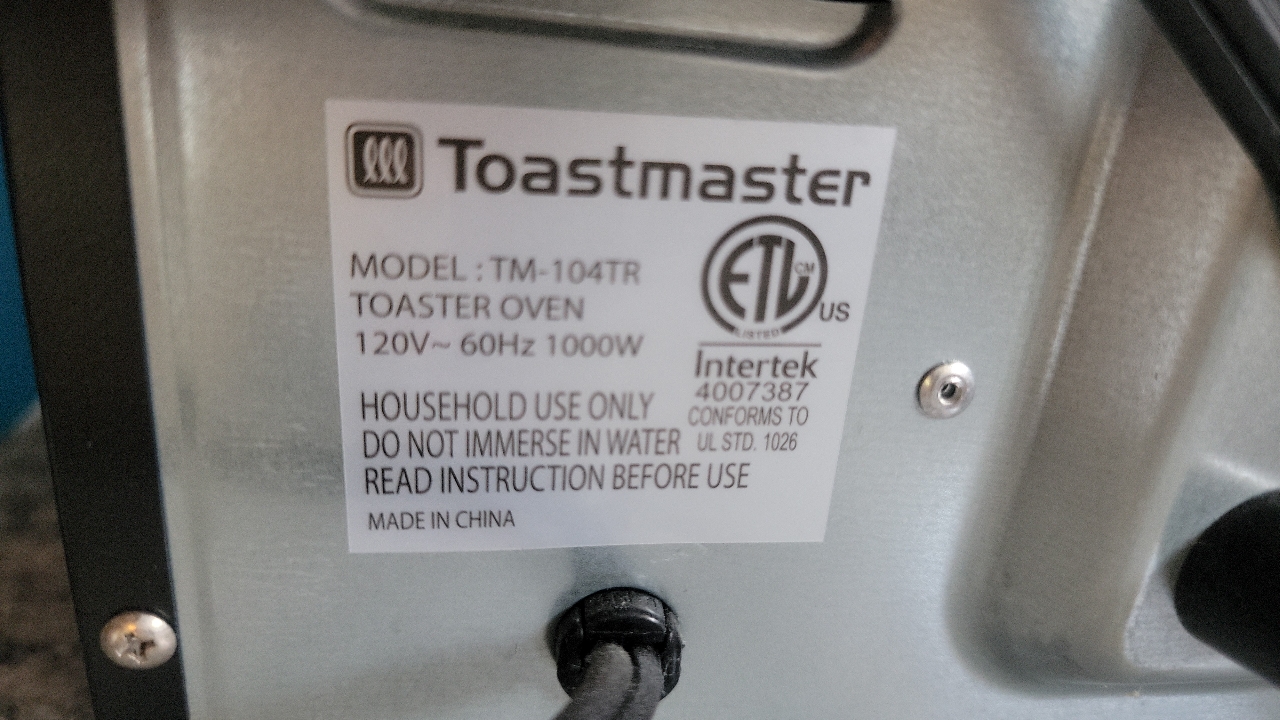 Toastmaster
MODEL : TM-104TR
TOASTER OVEN
120V~ 60Hz 1000W
ETL CM
LISTED
US
Intertek
4007387
CONFORMS TO
UL STD. 1026
HOUSEHOLD USE ONLY
DO NOT IMMERSE IN WATER
READ INSTRUCTION BEFORE USE
MADE IN CHINA